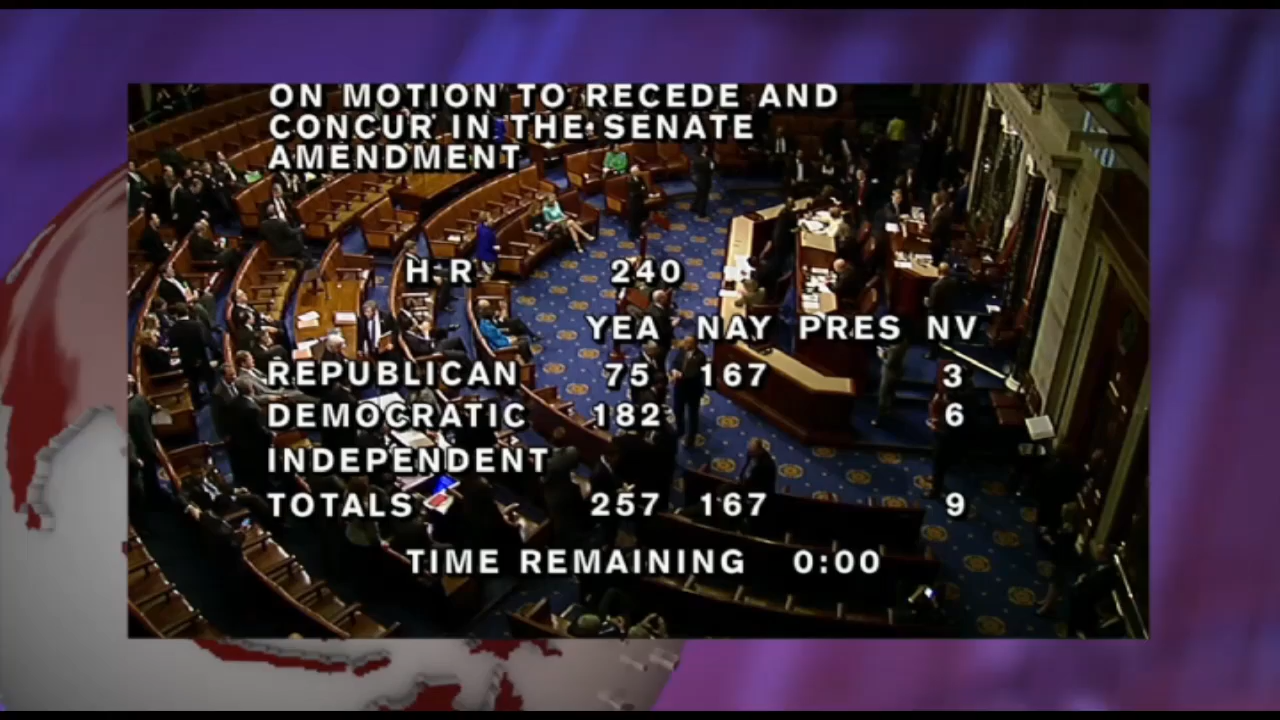 ON MOTION TO RECEDE AND
CONCUR IN THE SENATE
AMENDMENT
H R 240
YEA NAY PRES NV
REPUBLICAN 75 167 3
DEMOCRATIC 182 6
INDEPENDENT
TOTALS 257 167 9
TIME REMAINING 0:00